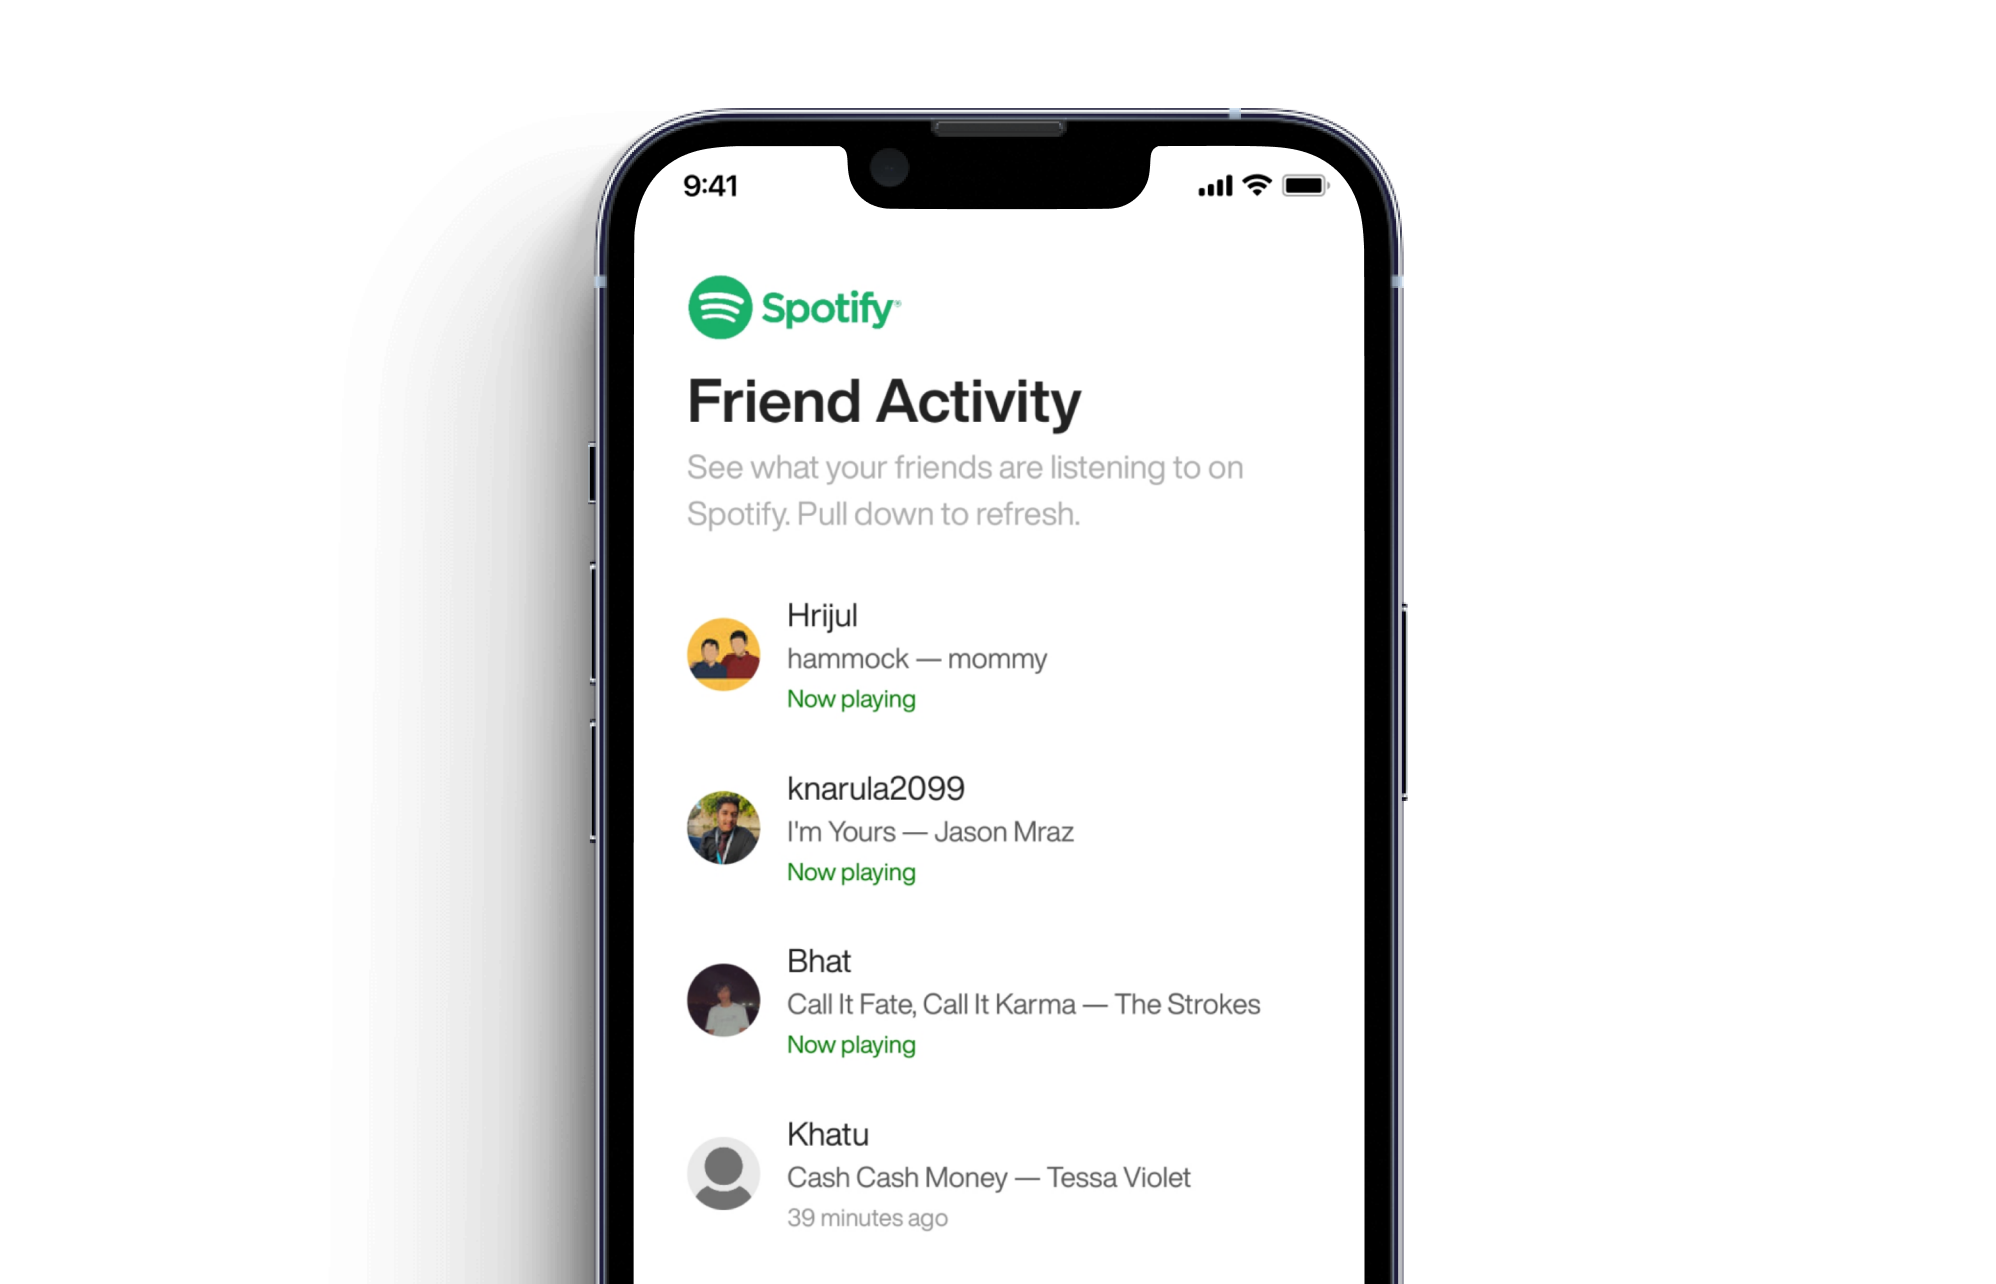 9:41
Spotify®
Friend Activity
See what your friends are listening to on
Spotify. Pull down to refresh.
Hrijul
hammock — mommy
Now playing
knarula2099
I'm Yours — Jason Mraz
Now playing
Bhat
Call It Fate, Call It Karma — The Strokes
Now playing
Khatu
Cash Cash Money — Tessa Violet
39 minutes ago